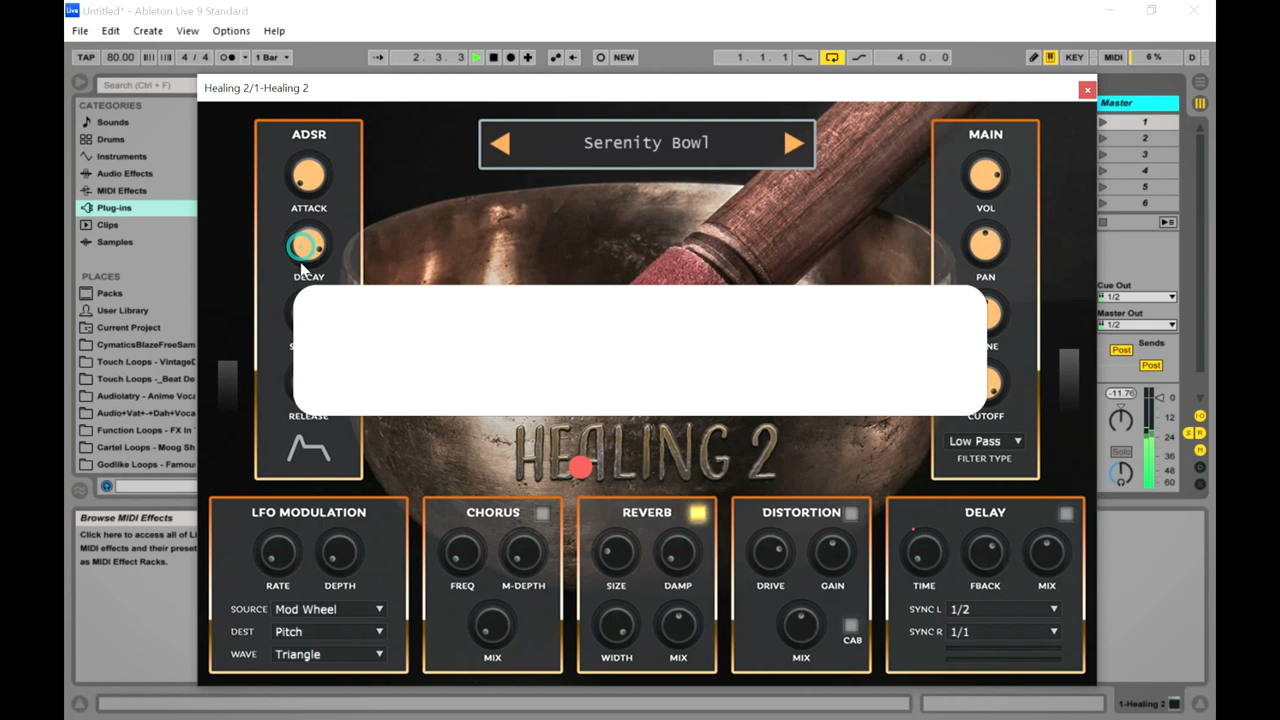 Untitled* - Ableton Live 9 Standard
File Edit Create View Options Help
TAP 80.00 4 / 4 1 Bar 2. 3. 3 NEW 1. 1. 1 4. 0. 0 KEY MIDI 6 % D
Search (Ctrl + F)
Healing 2/1-Healing 2
CATEGORIES
Sounds
Drums
Instruments
Audio Effects
MIDI Effects
Plug-ins
Clips
Samples
PLACES
Packs
User Library
Current Project
CymaticsBlazeFreeSam
Touch Loops - VintageD
Touch Loops -_Beat De
Audiolatry - Anime Voca
Audio+Vat+-+Dah+Voca
Function Loops - FX In
Cartel Loops - Moog Sh
Godlike Loops - Famou
Browse MIDI Effects
Click here to access all of Li
MIDI effects and their preset
as MIDI Effect Racks.
ADSR
ATTACK
DECAY
S
RELEASE
Serenity Bowl
HEALING 2
MAIN
VOL
PAN
NE
CUTOFF
Low Pass
FILTER TYPE
LFO MODULATION
RATE DEPTH
SOURCE Mod Wheel
DEST Pitch
WAVE Triangle
CHORUS
FREQ M-DEPTH
MIX
REVERB
SIZE DAMP
WIDTH MIX
DISTORTION
DRIVE GAIN
MIX CAB
DELAY
TIME FBACK MIX
SYNC L 1/2
SYNC R 1/1
Master
1
2
3
4
5
6
Cue Out
1/2
Master Out
1/2
Sends
Post
Post
-11.76
0
12
24
36
48
60
Solo
1-Healing 2